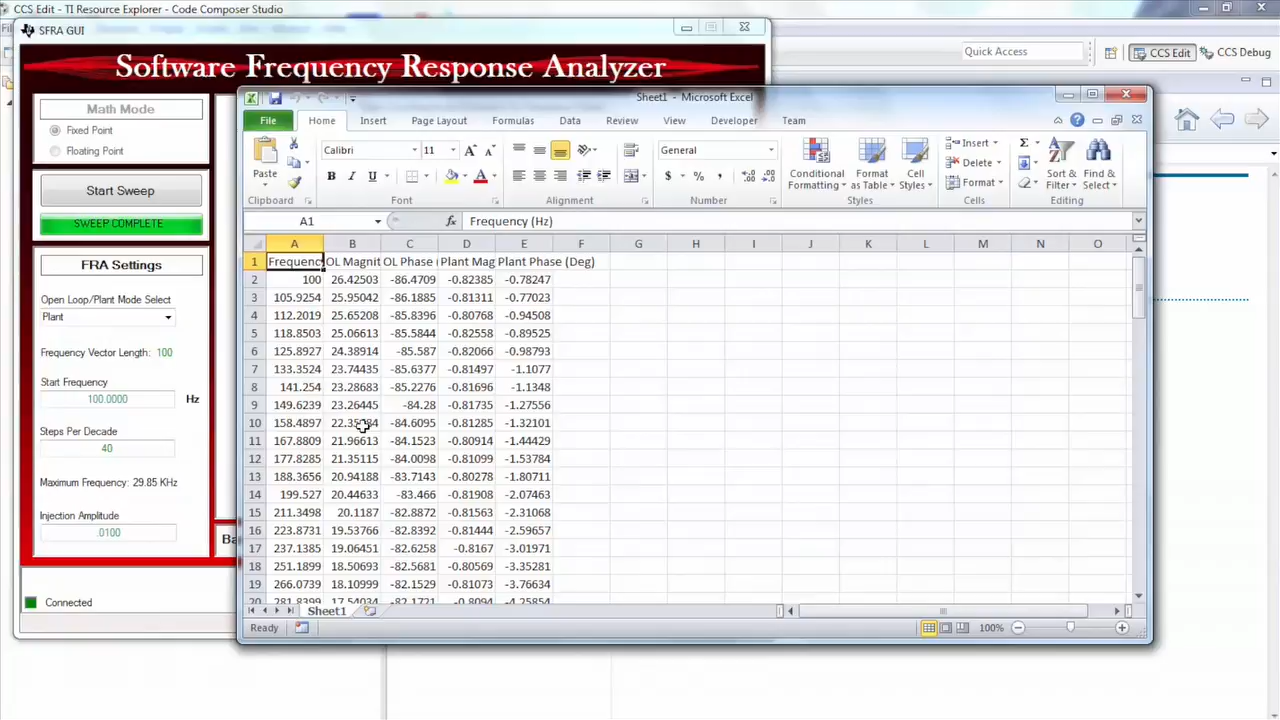 CCS Edit - TI Resource Explorer - Code Composer Studio
SFRA GUI
Software Frequency Response Analyzer
Quick Access
CCS Edit
CCS Debug
Math Mode
Fixed Point
Floating Point
Start Sweep
SWEEP COMPLETE
FRA Settings
Open Loop/Plant Mode Select
Plant
Frequency Vector Length: 100
Start Frequency
100.0000 Hz
Steps Per Decade
40
Maximum Frequency: 29.85 KHz
Injection Amplitude
.0100
Connected
Sheet1 - Microsoft Excel
File Home Insert Page Layout Formulas Data Review View Developer Team
Paste
Calibri 11
General
Conditional Formatting
Format as Table
Cell Styles
Insert
Delete
Format
Sort & Filter
Find & Select
Clipboard Font Alignment Number Styles Cells Editing
A1 fx Frequency (Hz)
A B C D E F G H I J K L M N O
1 Frequenc OL Magnit OL Phase ( Plant Mag Plant Phase (Deg)
2 100 26.42503 -86.4709 -0.82385 -0.78247
3 105.9254 25.95042 -86.1885 -0.81311 -0.77023
4 112.2019 25.65208 -85.8396 -0.80768 -0.94508
5 118.8503 25.06613 -85.5844 -0.82558 -0.89525
6 125.8927 24.38914 -85.587 -0.82066 -0.98793
7 133.3524 23.74435 -85.6377 -0.81497 -1.1077
8 141.254 23.28683 -85.2276 -0.81696 -1.1348
9 149.6239 23.26445 -84.28 -0.81735 -1.27556
10 158.4897 -84.6095 -0.81285 -1.32101
11 167.8809 21.96613 -84.1523 -0.80914 -1.44429
12 177.8285 21.35115 -84.0098 -0.81099 -1.53784
13 188.3656 20.94188 -83.7143 -0.80278 -1.80711
14 199.527 20.44633 -83.466 -0.81908 -2.07463
15 211.3498 20.1187 -82.8872 -0.81563 -2.31068
16 223.8731 19.53766 -82.8392 -0.81444 -2.59657
17 237.1385 19.06451 -82.6258 -0.8167 -3.01971
18 251.1899 18.50693 -82.5681 -0.80569 -3.35281
19 266.0739 18.10999 -82.1529 -0.81073 -3.76634
20 281.8399 17.54034 -82.1721 -0.8094 -4.25854
Sheet1
Ready
100%